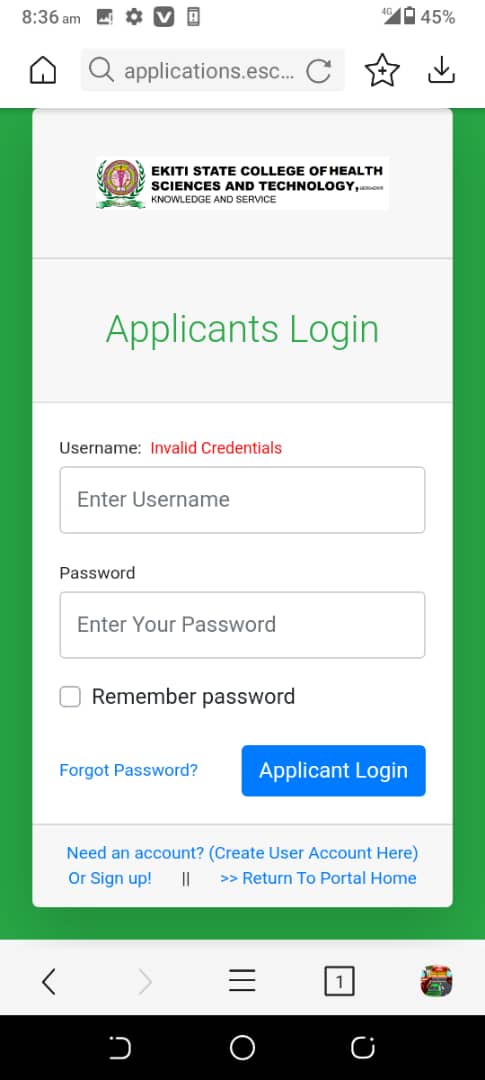 8:36 am
4G 45%
applications.esc...
EKITI STATE COLLEGE OF HEALTH
SCIENCES AND TECHNOLOGY,
KNOWLEDGE AND SERVICE
Applicants Login
Username: Invalid Credentials
Enter Username
Password
Enter Your Password
Remember password
Forgot Password?
Applicant Login
Need an account? (Create User Account Here)
Or Sign up! || >> Return To Portal Home
1